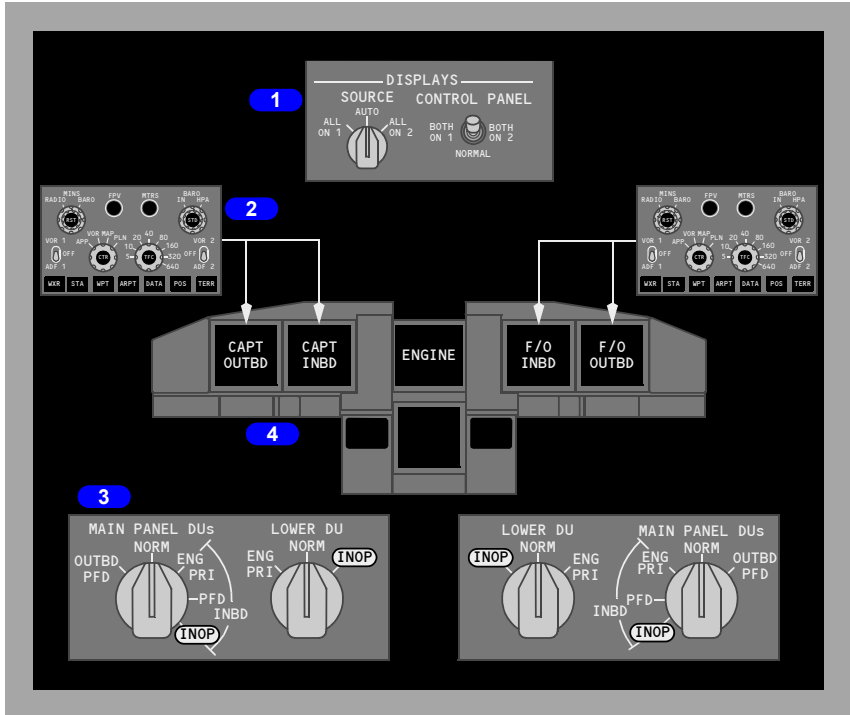 DISPLAYS
SOURCE CONTROL PANEL
AUTO
ALL ON 1
ALL ON 2
BOTH ON 1
BOTH ON 2
NORMAL
1
MINS
RADIO BARO
RST
FPV
MTRS
BARO
IN HPA
STD
VOR 1
OFF
ADF 1
APP VOR MAP PLN
CTR
5 10 20 40 80 160 320 640
TFC
VOR 2
OFF
ADF 2
WXR STA WPT ARPT DATA POS TERR
2
MINS
RADIO BARO
RST
FPV
MTRS
BARO
IN HPA
STD
VOR 1
OFF
ADF 1
APP VOR MAP PLN
CTR
5 10 20 40 80 160 320 640
TFC
VOR 2
OFF
ADF 2
WXR STA WPT ARPT DATA POS TERR
CAPT
OUTBD
CAPT
INBD
ENGINE
F/O
INBD
F/O
OUTBD
4
3
MAIN PANEL DUs
NORM
OUTBD
PFD
ENG
PRI
PFD
INBD
INOP
LOWER DU
NORM
ENG
PRI
INOP
LOWER DU
NORM
INOP
ENG
PRI
MAIN PANEL DUs
NORM
ENG
PRI
OUTBD
PFD
PFD
INBD
INOP